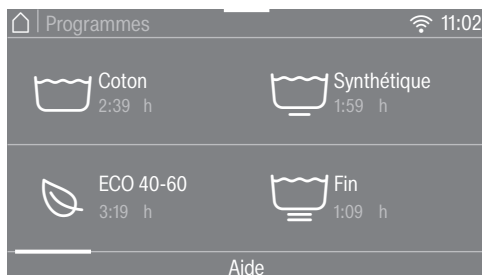 Programmes 11:02
Coton Synthétique
2:39 h 1:59 h
ECO 40-60 Fin
3:19 h 1:09 h
Aide